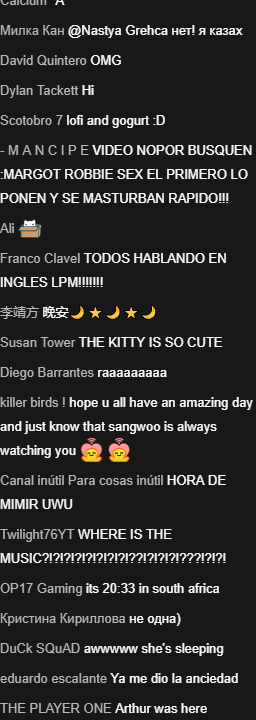 Calcium A
Милка Кан @Nastya Grehca нет! я казах
David Quintero OMG
Dylan Tackett Hi
Scotobro 7 lofi and gogurt :D
- M A N C I P E VIDEO NOPOR BUSQUEN
:MARGOT ROBBIE SEX EL PRIMERO LO
PONEN Y SE MASTURBAN RAPIDO!!!
Ali
Franco Clavel TODOS HABLANDO EN
INGLES LPM!!!!!!!
李靖方 晚安🌙⭐🌙⭐🌙
Susan Tower THE KITTY IS SO CUTE
Diego Barrantes raaaaaaaaa
killer birds ! hope u all have an amazing day
and just know that sangwoo is always
watching you
Canal inútil Para cosas inútil HORA DE
MIMIR UWU
Twilight76YT WHERE IS THE
MUSIC?!?!?!?!?!?!?!?!??!?!?!?!???!?!?!
OP17 Gaming its 20:33 in south africa
Кристина Кириллова не одна)
DuCk SQuAD awwwww she's sleeping
eduardo escalante Ya me dio la anciedad
THE PLAYER ONE Arthur was here